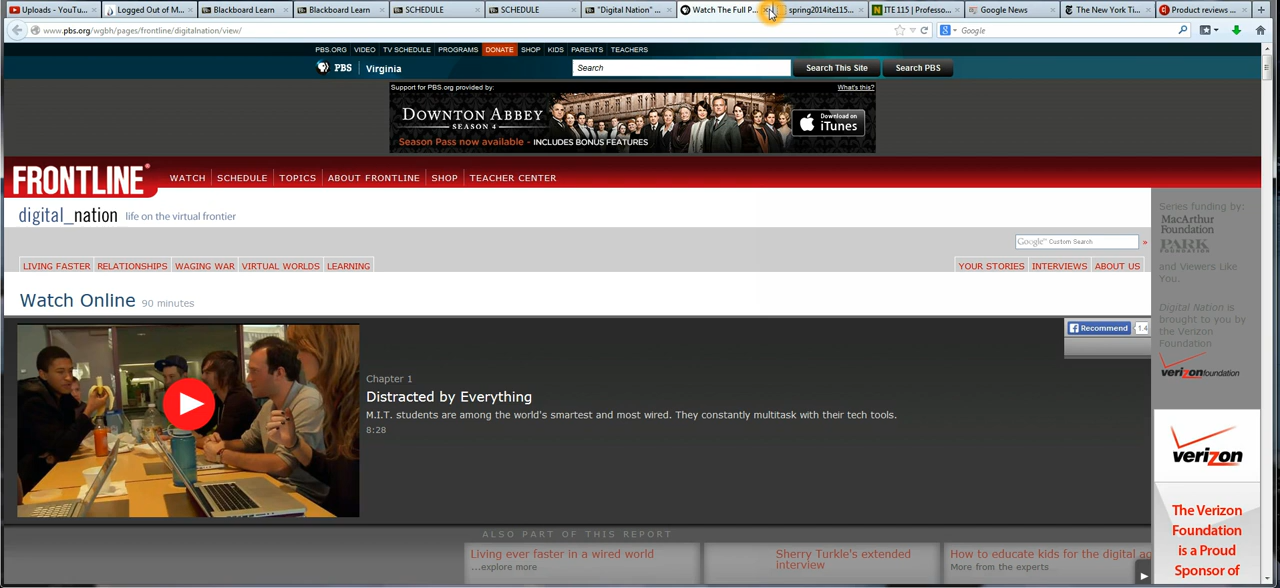 Uploads - YouTu...
Logged Out of M...
Blackboard Learn
Blackboard Learn
SCHEDULE
SCHEDULE
"Digital Nation" ...
Watch The Full P...
spring2014ite115...
ITE 115 | Professo...
Google News
The New York Ti...
Product reviews ...
www.pbs.org/wgbh/pages/frontline/digitalnation/view/
Google
PBS.ORG VIDEO TV SCHEDULE PROGRAMS DONATE SHOP KIDS PARENTS TEACHERS
PBS Virginia
Search
Search This Site
Search PBS
Support for PBS.org provided by:
What's this?
DOWNTON ABBEY
SEASON 4
Season Pass now available - INCLUDES BONUS FEATURES
Download on
iTunes
FRONTLINE
WATCH SCHEDULE TOPICS ABOUT FRONTLINE SHOP TEACHER CENTER
digital_nation life on the virtual frontier
Google™ Custom Search
»
LIVING FASTER RELATIONSHIPS WAGING WAR VIRTUAL WORLDS LEARNING
YOUR STORIES INTERVIEWS ABOUT US
Watch Online 90 minutes
Recommend 1.4
Chapter 1
Distracted by Everything
M.I.T. students are among the world's smartest and most wired. They constantly multitask with their tech tools.
8:28
ALSO PART OF THIS REPORT
Living ever faster in a wired world
...explore more
Sherry Turkle's extended
interview
How to educate kids for the digital ag
More from the experts
Series funding by:
MacArthur
Foundation
PARK
FOUNDATION
and Viewers Like
You.
Digital Nation is
brought to you by
the Verizon
Foundation
verizonfoundation
verizon
The Verizon
Foundation
is a Proud
Sponsor of